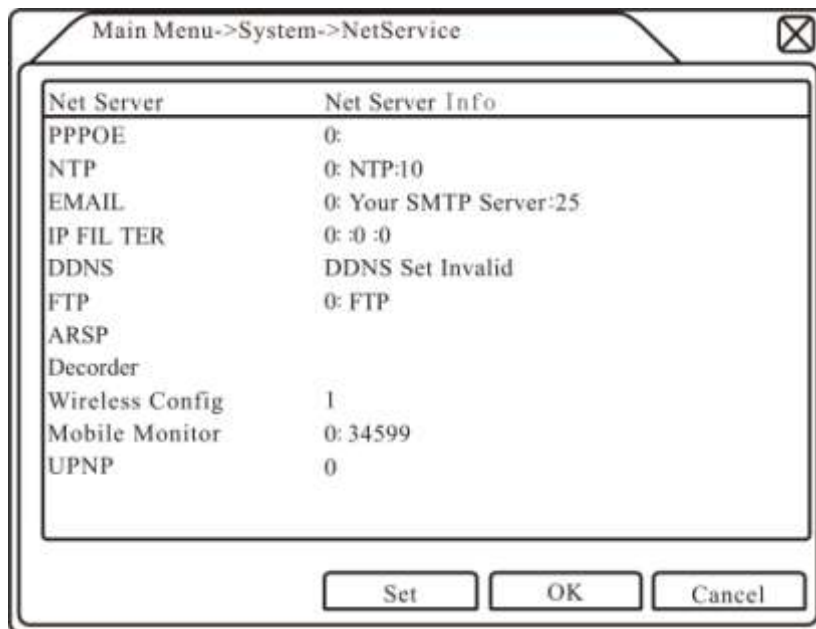 Main Menu->System->NetService
Net Server Net Server Info
PPPOE 0:
NTP 0: NTP:10
EMAIL 0: Your SMTP Server:25
IP FIL TER 0: :0 :0
DDNS DDNS Set Invalid
FTP 0: FTP
ARSP
Decorder
Wireless Config 1
Mobile Monitor 0: 34599
UPNP 0
Set OK Cancel